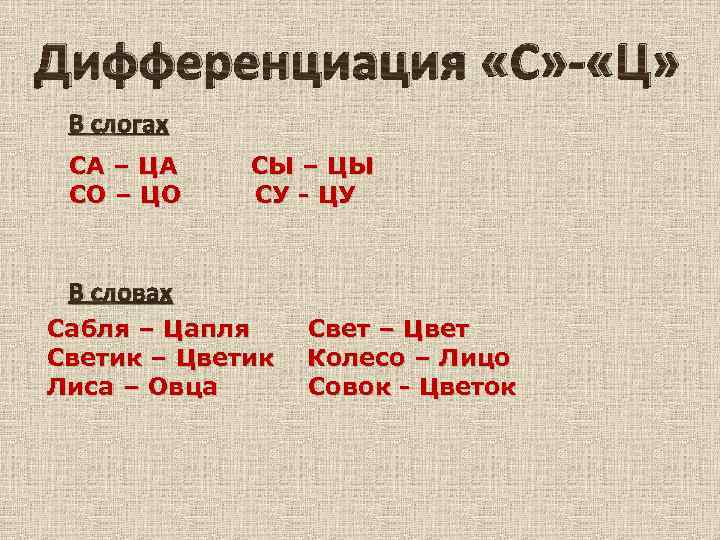 Дифференциация «С»-«Ц»
В слогах
СА – ЦА СЫ – ЦЫ
СО – ЦО СУ - ЦУ
В словах
Сабля – Цапля Свет – Цвет
Светик – Цветик Колесо – Лицо
Лиса – Овца Совок - Цветок